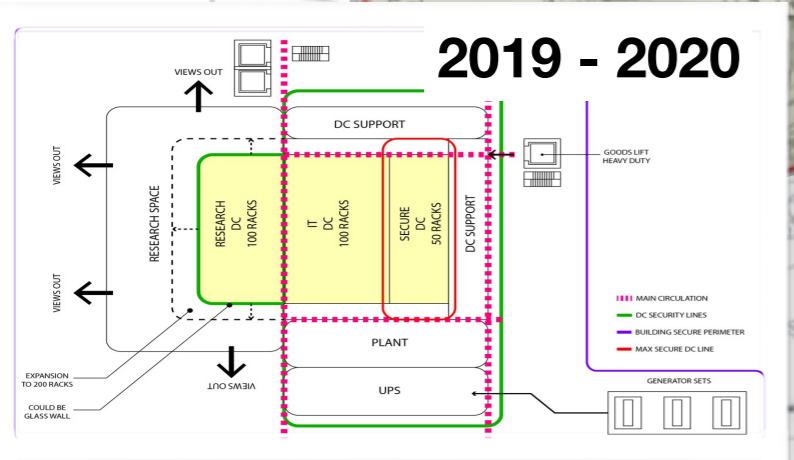 2019 - 2020
VIEWS OUT
DC SUPPORT
GOODS LIFT
HEAVY DUTY
VIEWS OUT
VIEWS OUT
RESEARCH SPACE
RESEARCH
DC
100 RACKS
IT
DC
100 RACKS
SECURE
DC
50 RACKS
DC SUPPORT
MAIN CIRCULATION
DC SECURITY LINES
BUILDING SECURE PERIMETER
MAX SECURE DC LINE
PLANT
EXPANSION
TO 200 RACKS
VIEWS OUT
GENERATOR SETS
UPS
COULD BE
GLASS WALL